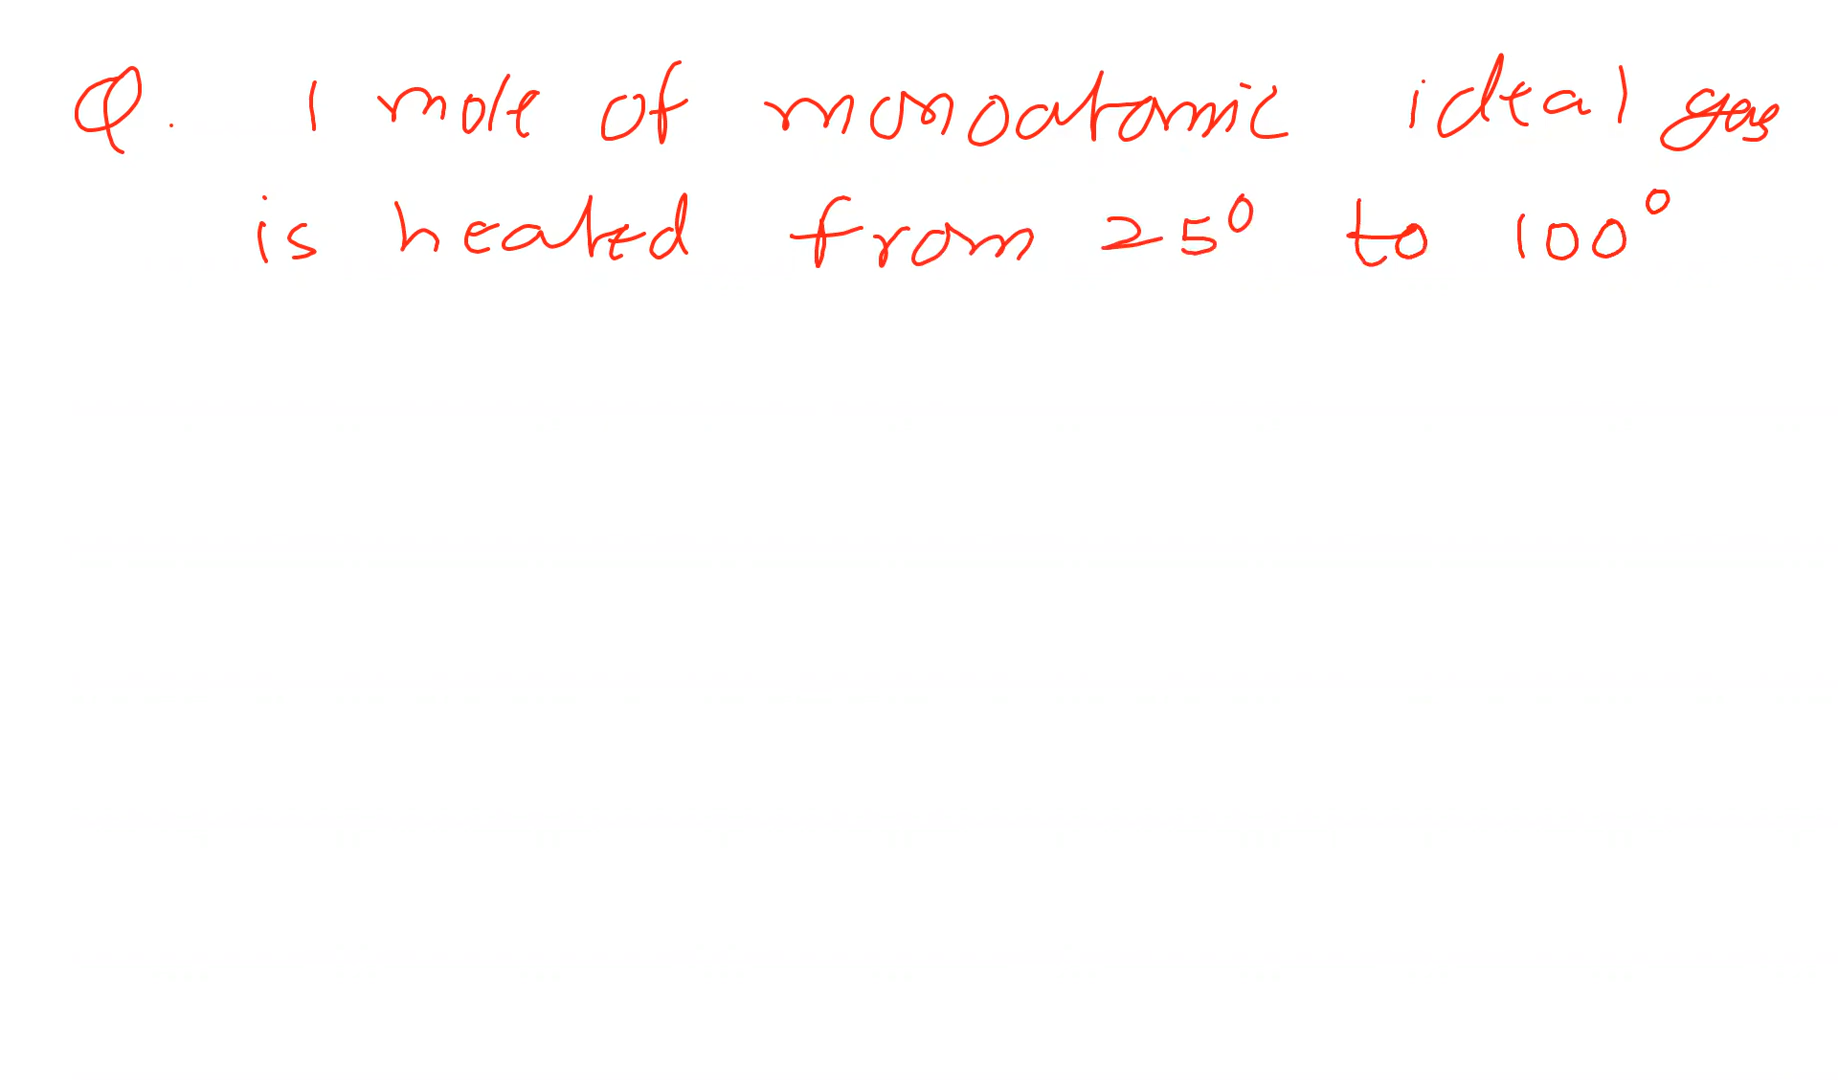 Q. 1 mole of monoatomic ideal gas
is heated from 25° to 100°